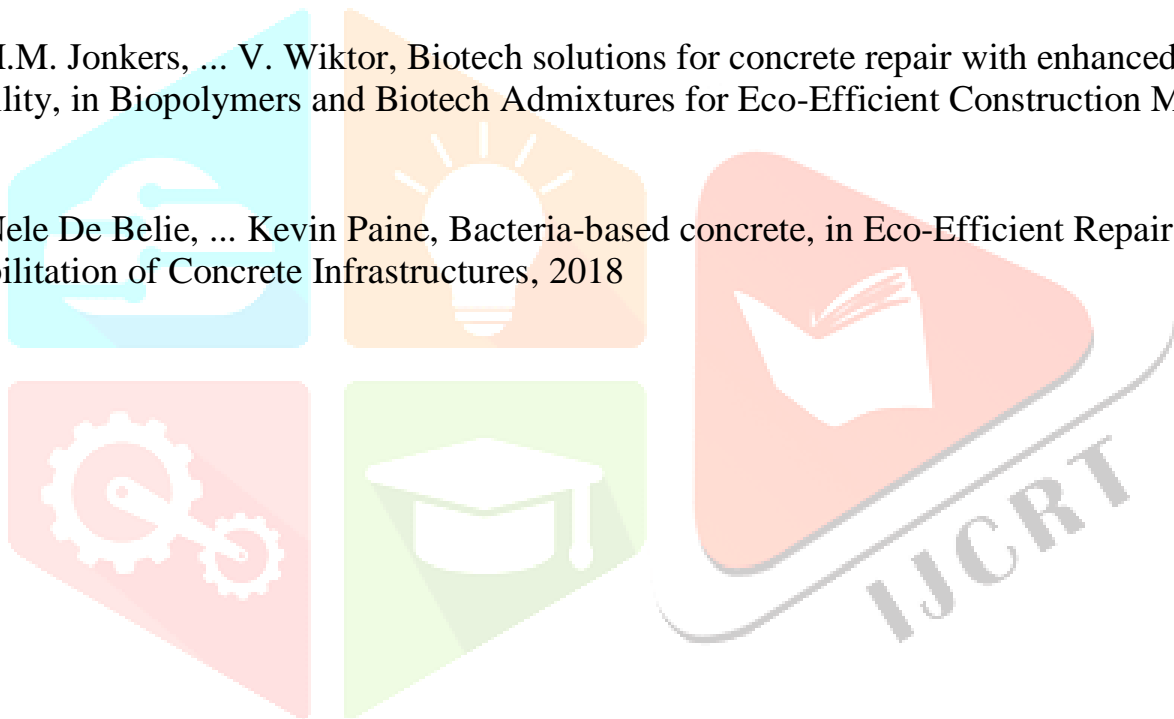 I.M. Jonkers, ... V. Wiktor, Biotech solutions for concrete repair with enhanced
ility, in Biopolymers and Biotech Admixtures for Eco-Efficient Construction M
Nele De Belie, ... Kevin Paine, Bacteria-based concrete, in Eco-Efficient Repair
bilitation of Concrete Infrastructures, 2018
IJCRT